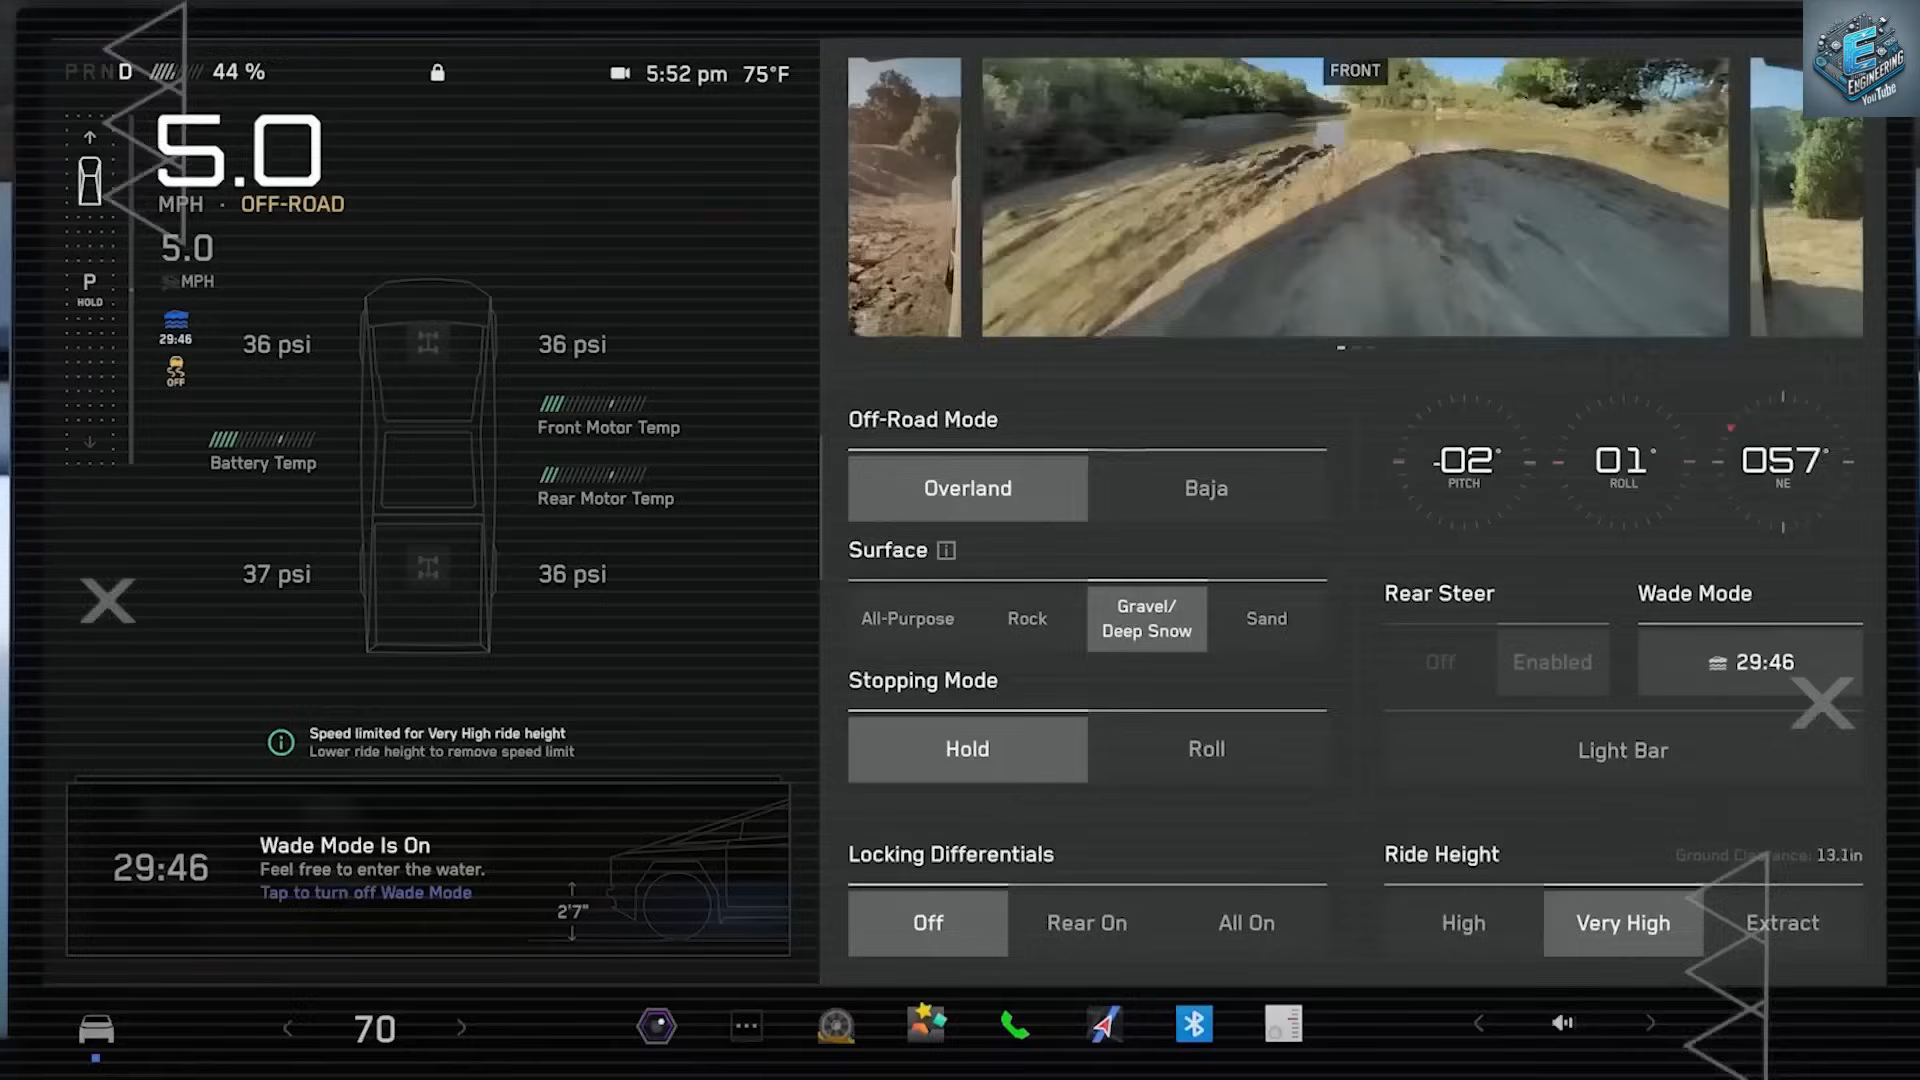 PRND 44 %
5:52 pm 75°F
5.0
MPH · OFF-ROAD
5.0
MPH
P
HOLD
29:46
OFF
36 psi
36 psi
Front Motor Temp
Battery Temp
Rear Motor Temp
37 psi
36 psi
Speed limited for Very High ride height
Lower ride height to remove speed limit
29:46
Wade Mode Is On
Feel free to enter the water.
Tap to turn off Wade Mode
2'7"
70
FRONT
Off-Road Mode
Overland
Baja
-02°
PITCH
01°
ROLL
057°
NE
Surface
All-Purpose
Rock
Gravel/
Deep Snow
Sand
Rear Steer
Off
Enabled
Wade Mode
29:46
Stopping Mode
Hold
Roll
Light Bar
Locking Differentials
Off
Rear On
All On
Ride Height
Ground Clearance: 13.1in
High
Very High
Extract
E
ENGINEERING
YouTube